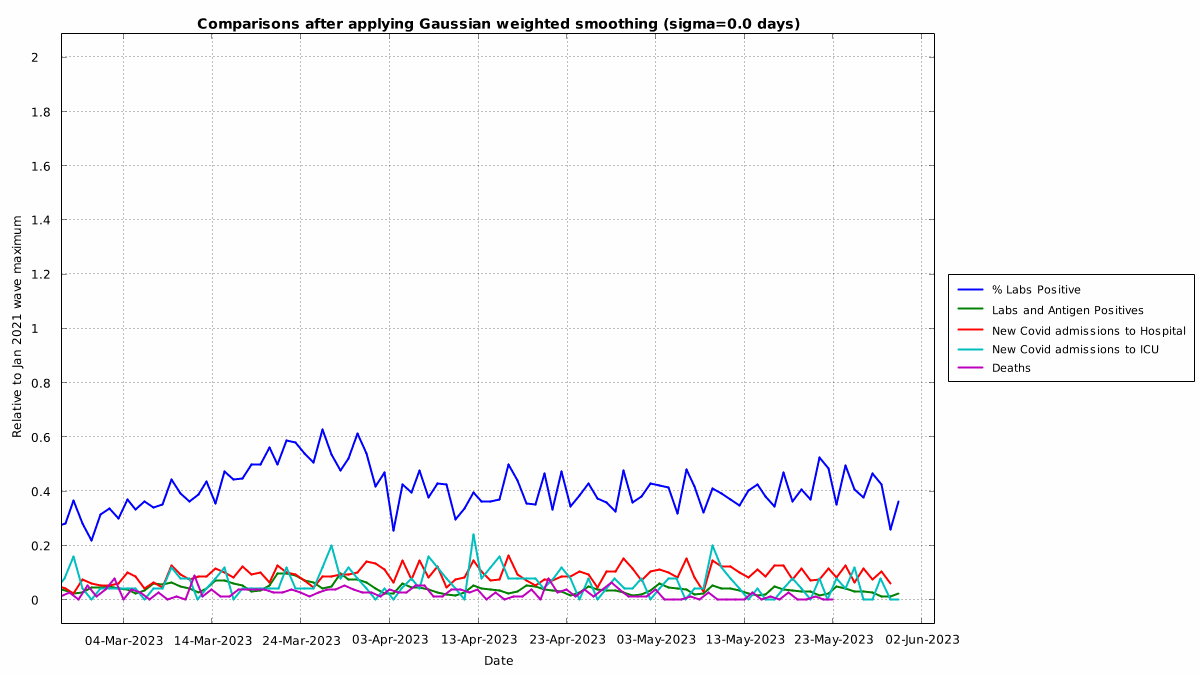 Comparisons after applying Gaussian weighted smoothing (sigma=0.0 days)
2
1.8
1.6
1.4
1.2
1
0.8
0.6
0.4
0.2
0
Relative to Jan 2021 wave maximum
04-Mar-2023 14-Mar-2023 24-Mar-2023 03-Apr-2023 13-Apr-2023 23-Apr-2023 03-May-2023 13-May-2023 23-May-2023 02-Jun-2023
Date
% Labs Positive
Labs and Antigen Positives
New Covid admissions to Hospital
New Covid admissions to ICU
Deaths